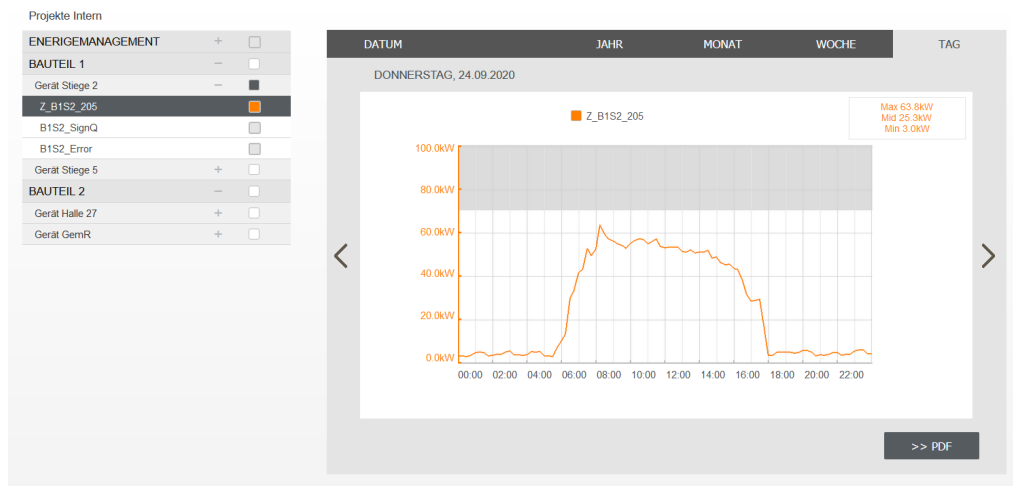 Projekte Intern
ENERIGEMANAGEMENT +
BAUTEIL 1 −
Gerät Stiege 2 −
Z_B1S2_205
B1S2_SignQ
B1S2_Error
Gerät Stiege 5 +
BAUTEIL 2 −
Gerät Halle 27 +
Gerät GemR +
DATUM JAHR MONAT WOCHE TAG
DONNERSTAG, 24.09.2020
Z_B1S2_205
Max 63.8kW
Mid 25.3kW
Min 3.0kW
100.0kW
80.0kW
60.0kW
40.0kW
20.0kW
0.0kW
00:00 02:00 04:00 06:00 08:00 10:00 12:00 14:00 16:00 18:00 20:00 22:00
>> PDF